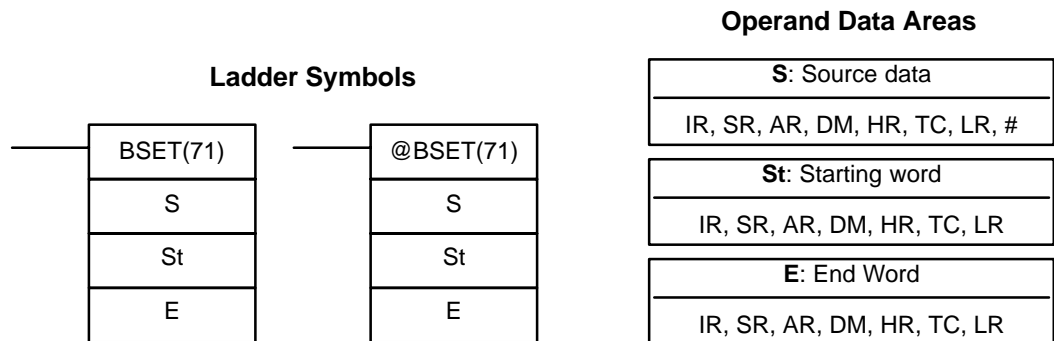 Ladder Symbols
BSET(71)
S
St
E
@BSET(71)
S
St
E
Operand Data Areas
S: Source data
IR, SR, AR, DM, HR, TC, LR, #
St: Starting word
IR, SR, AR, DM, HR, TC, LR
E: End Word
IR, SR, AR, DM, HR, TC, LR